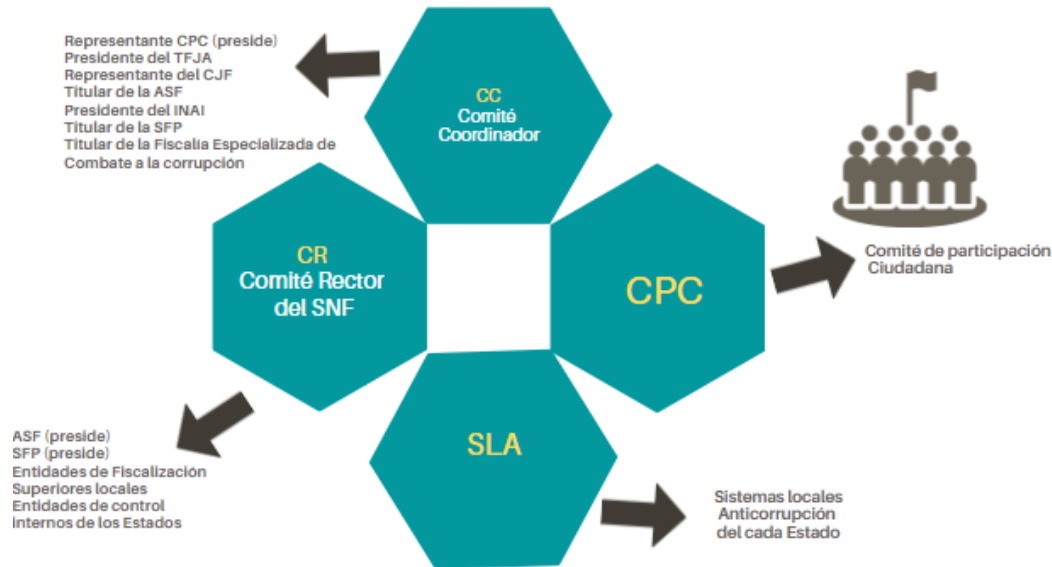 Representante CPC (preside)
Presidente del TFJA
Representante del CJF
Titular de la ASF
Presidente del INAI
Titular de la SFP
Titular de la Fiscalía Especializada de
Combate a la corrupción
CC
Comité
Coordinador
CR
Comité Rector
del SNF
CPC
Comité de participación
Ciudadana
ASF (preside)
SFP (preside)
Entidades de Fiscalización
Superiores locales
Entidades de control
internos de los Estados
SLA
Sistemas locales
Anticorrupción
del cada Estado